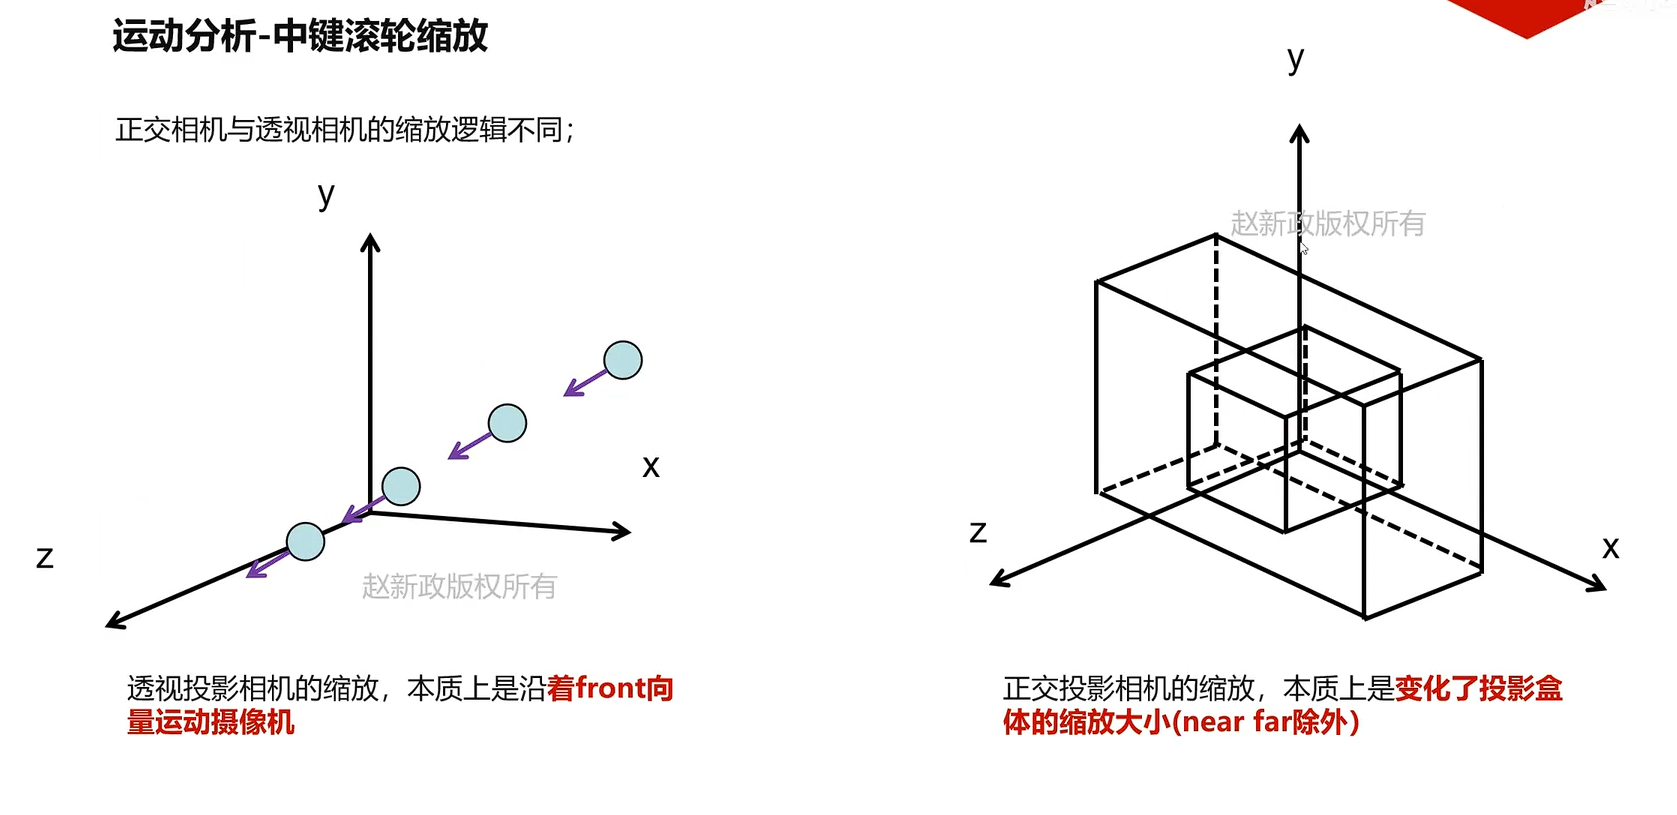 运动分析-中键滚轮缩放
正交相机与透视相机的缩放逻辑不同；
y
x
z
赵新政版权所有
透视投影相机的缩放，本质上是沿着front向
量运动摄像机
y
赵新政版权所有
z
x
正交投影相机的缩放，本质上是变化了投影盒
体的缩放大小(near far除外）